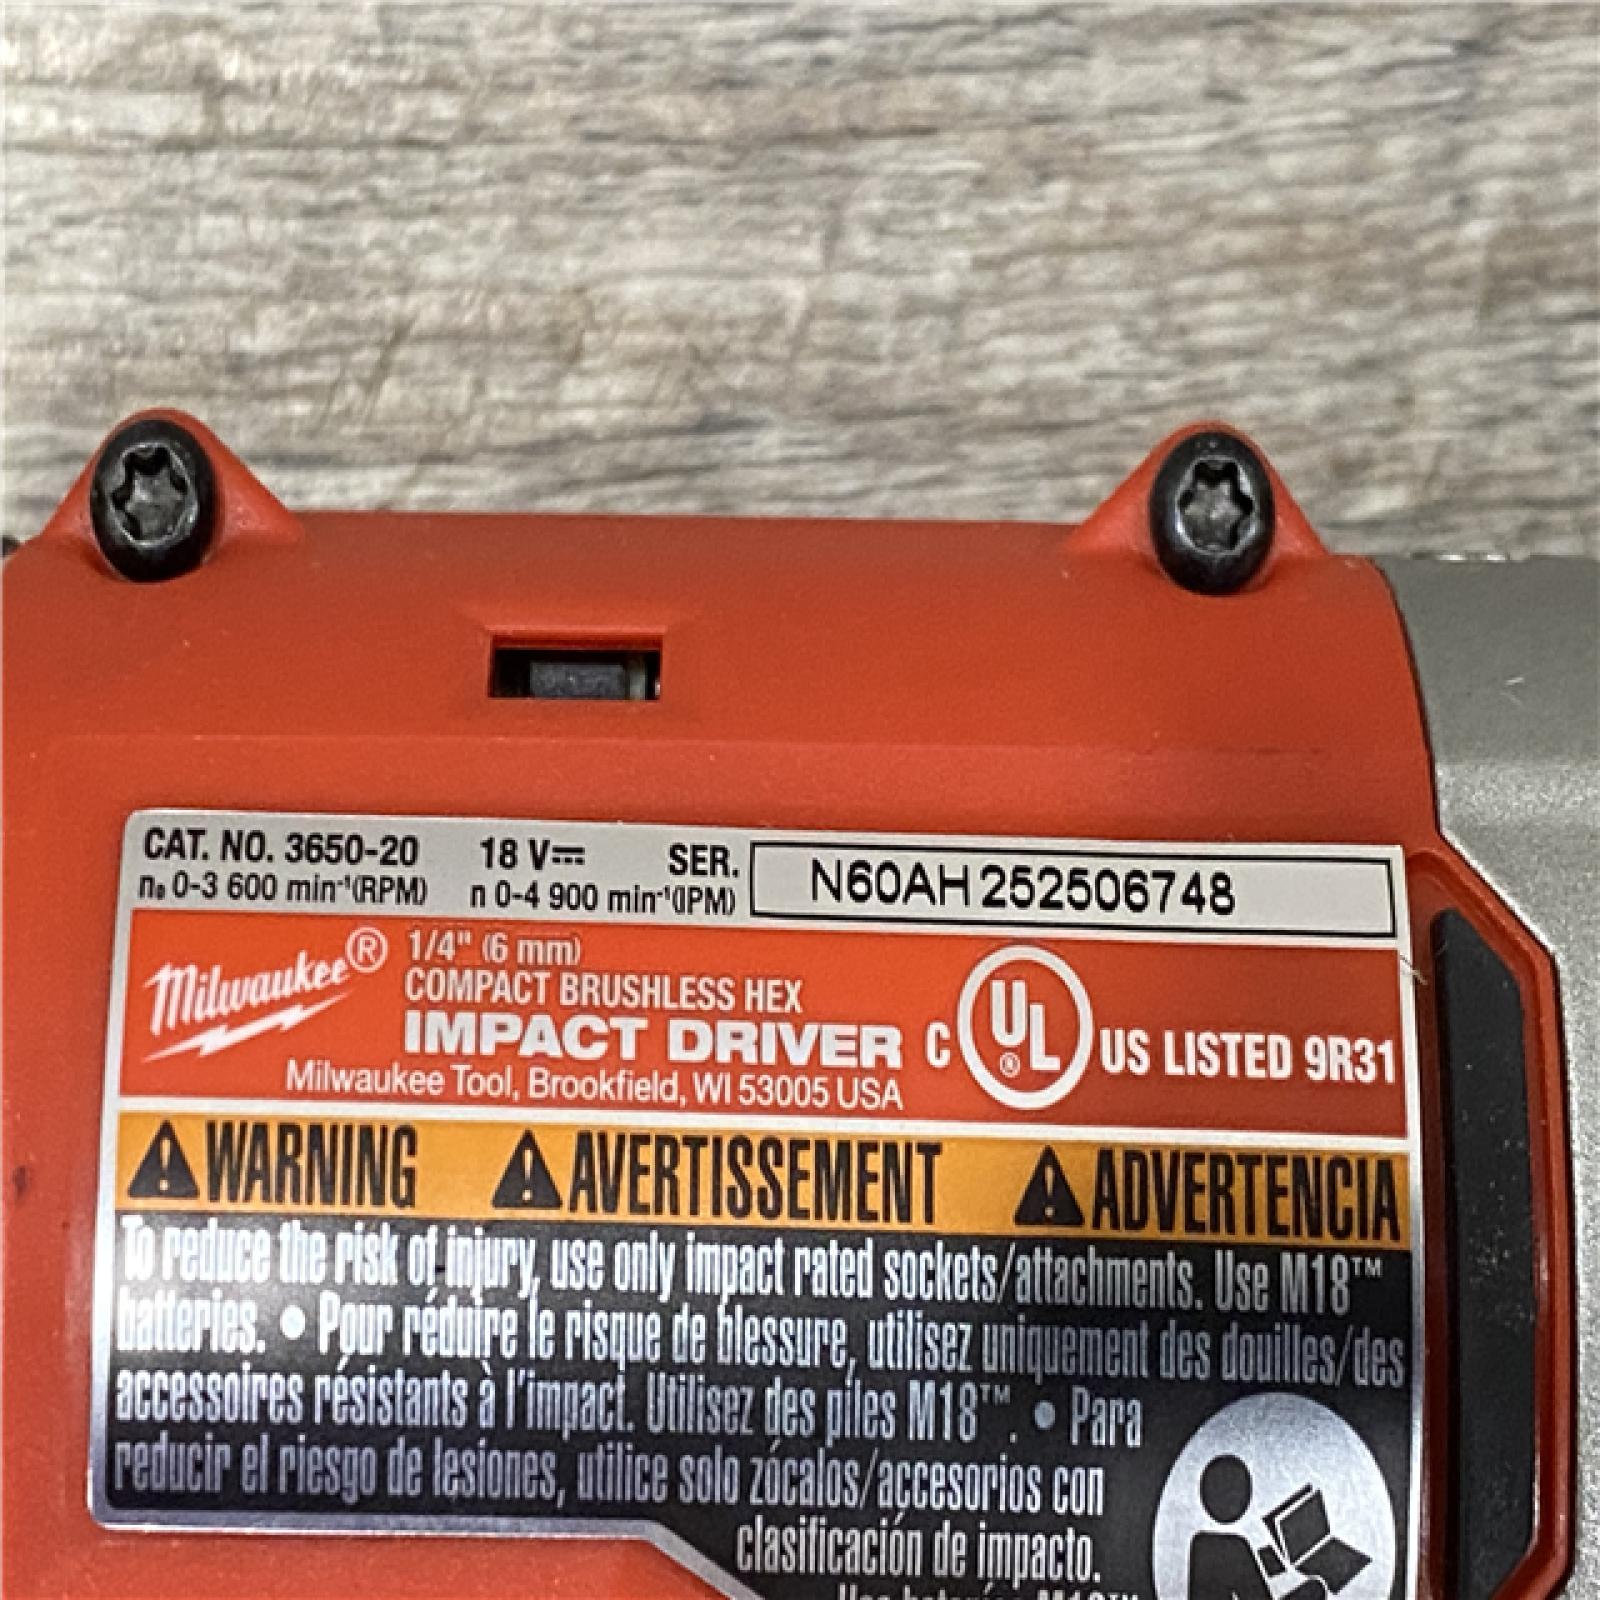 CAT. NO. 3650-20 18 V⎓ SER. N60AH252506748
n₀ 0-3 600 min⁻¹(RPM) n 0-4 900 min⁻¹(IPM)
Milwaukee® 1/4" (6 mm)
COMPACT BRUSHLESS HEX
IMPACT DRIVER
Milwaukee Tool, Brookfield, WI 53005 USA
C UL® US LISTED 9R31
WARNING AVERTISSEMENT ADVERTENCIA
To reduce the risk of injury, use only impact rated sockets/attachments. Use M18™
batteries. • Pour réduire le risque de blessure, utilisez uniquement des douilles/des
accessoires résistants à l'impact. Utilisez des piles M18™. • Para
reducir el riesgo de lesiones, utilice solo zócalos/accesorios con
clasificación de impacto.
M18™